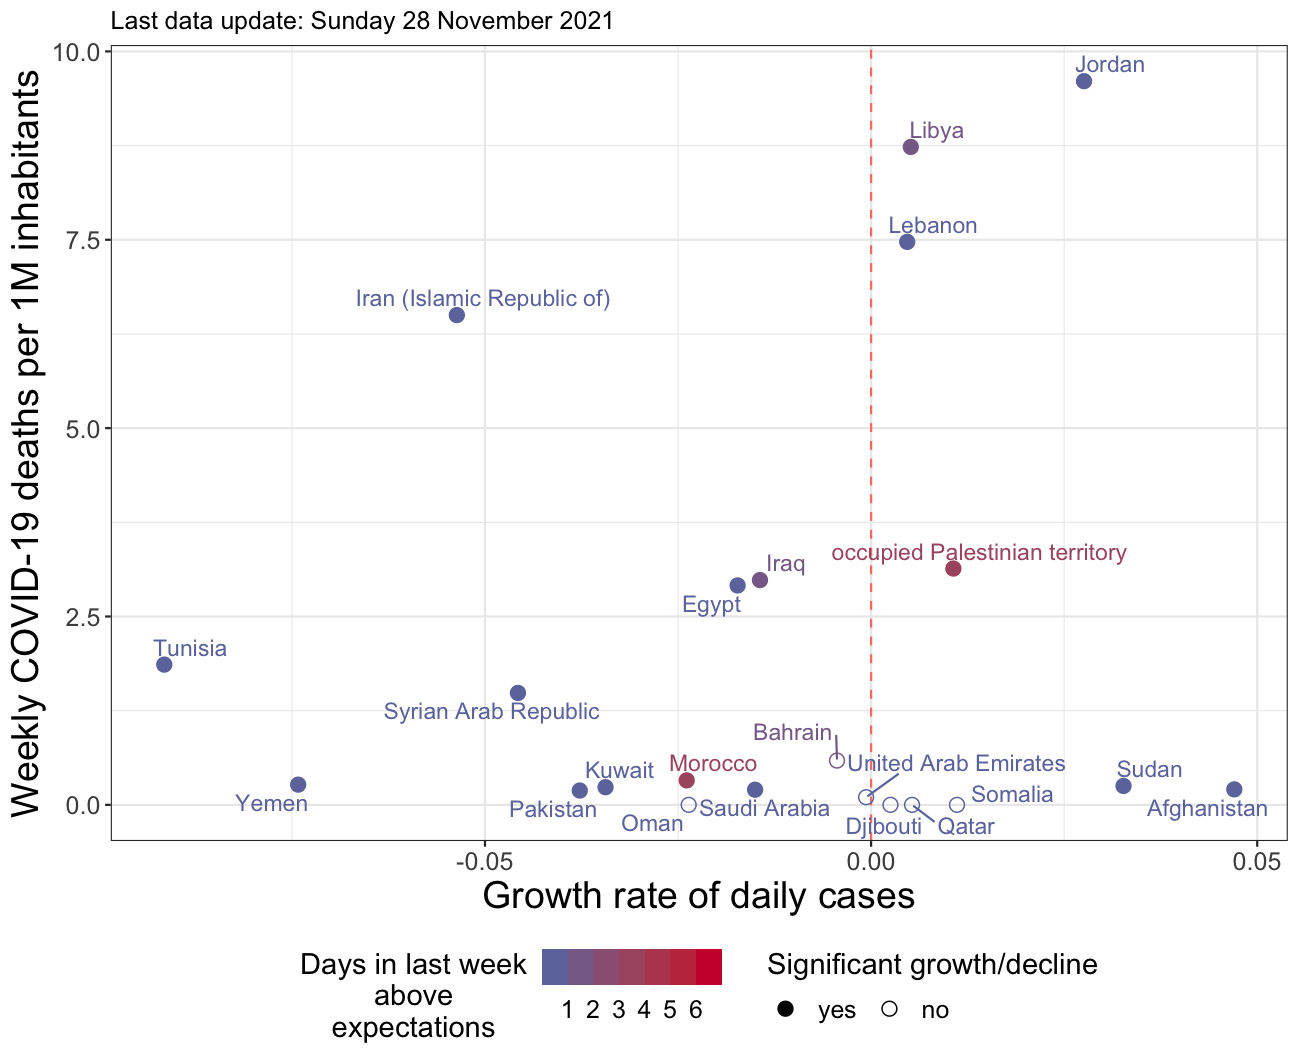 Last data update: Sunday 28 November 2021
Weekly COVID-19 deaths per 1M inhabitants
10.0
7.5
5.0
2.5
0.0
Jordan
Libya
Lebanon
Iran (Islamic Republic of)
occupied Palestinian territory
Iraq
Egypt
Tunisia
Syrian Arab Republic
Bahrain
United Arab Emirates
Morocco
Kuwait
Sudan
Somalia
Yemen
Pakistan
Saudi Arabia
Afghanistan
Oman
Djibouti
Qatar
-0.05
0.00
0.05
Growth rate of daily cases
Days in last week
above
expectations
1 2 3 4 5 6
Significant growth/decline
yes
no